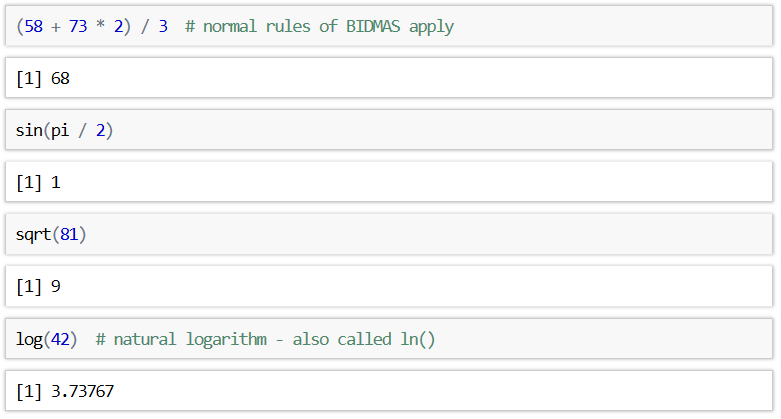 (58 + 73 * 2) / 3  # normal rules of BIDMAS apply
[1] 68
sin(pi / 2)
[1] 1
sqrt(81)
[1] 9
log(42)  # natural logarithm - also called ln()
[1] 3.73767